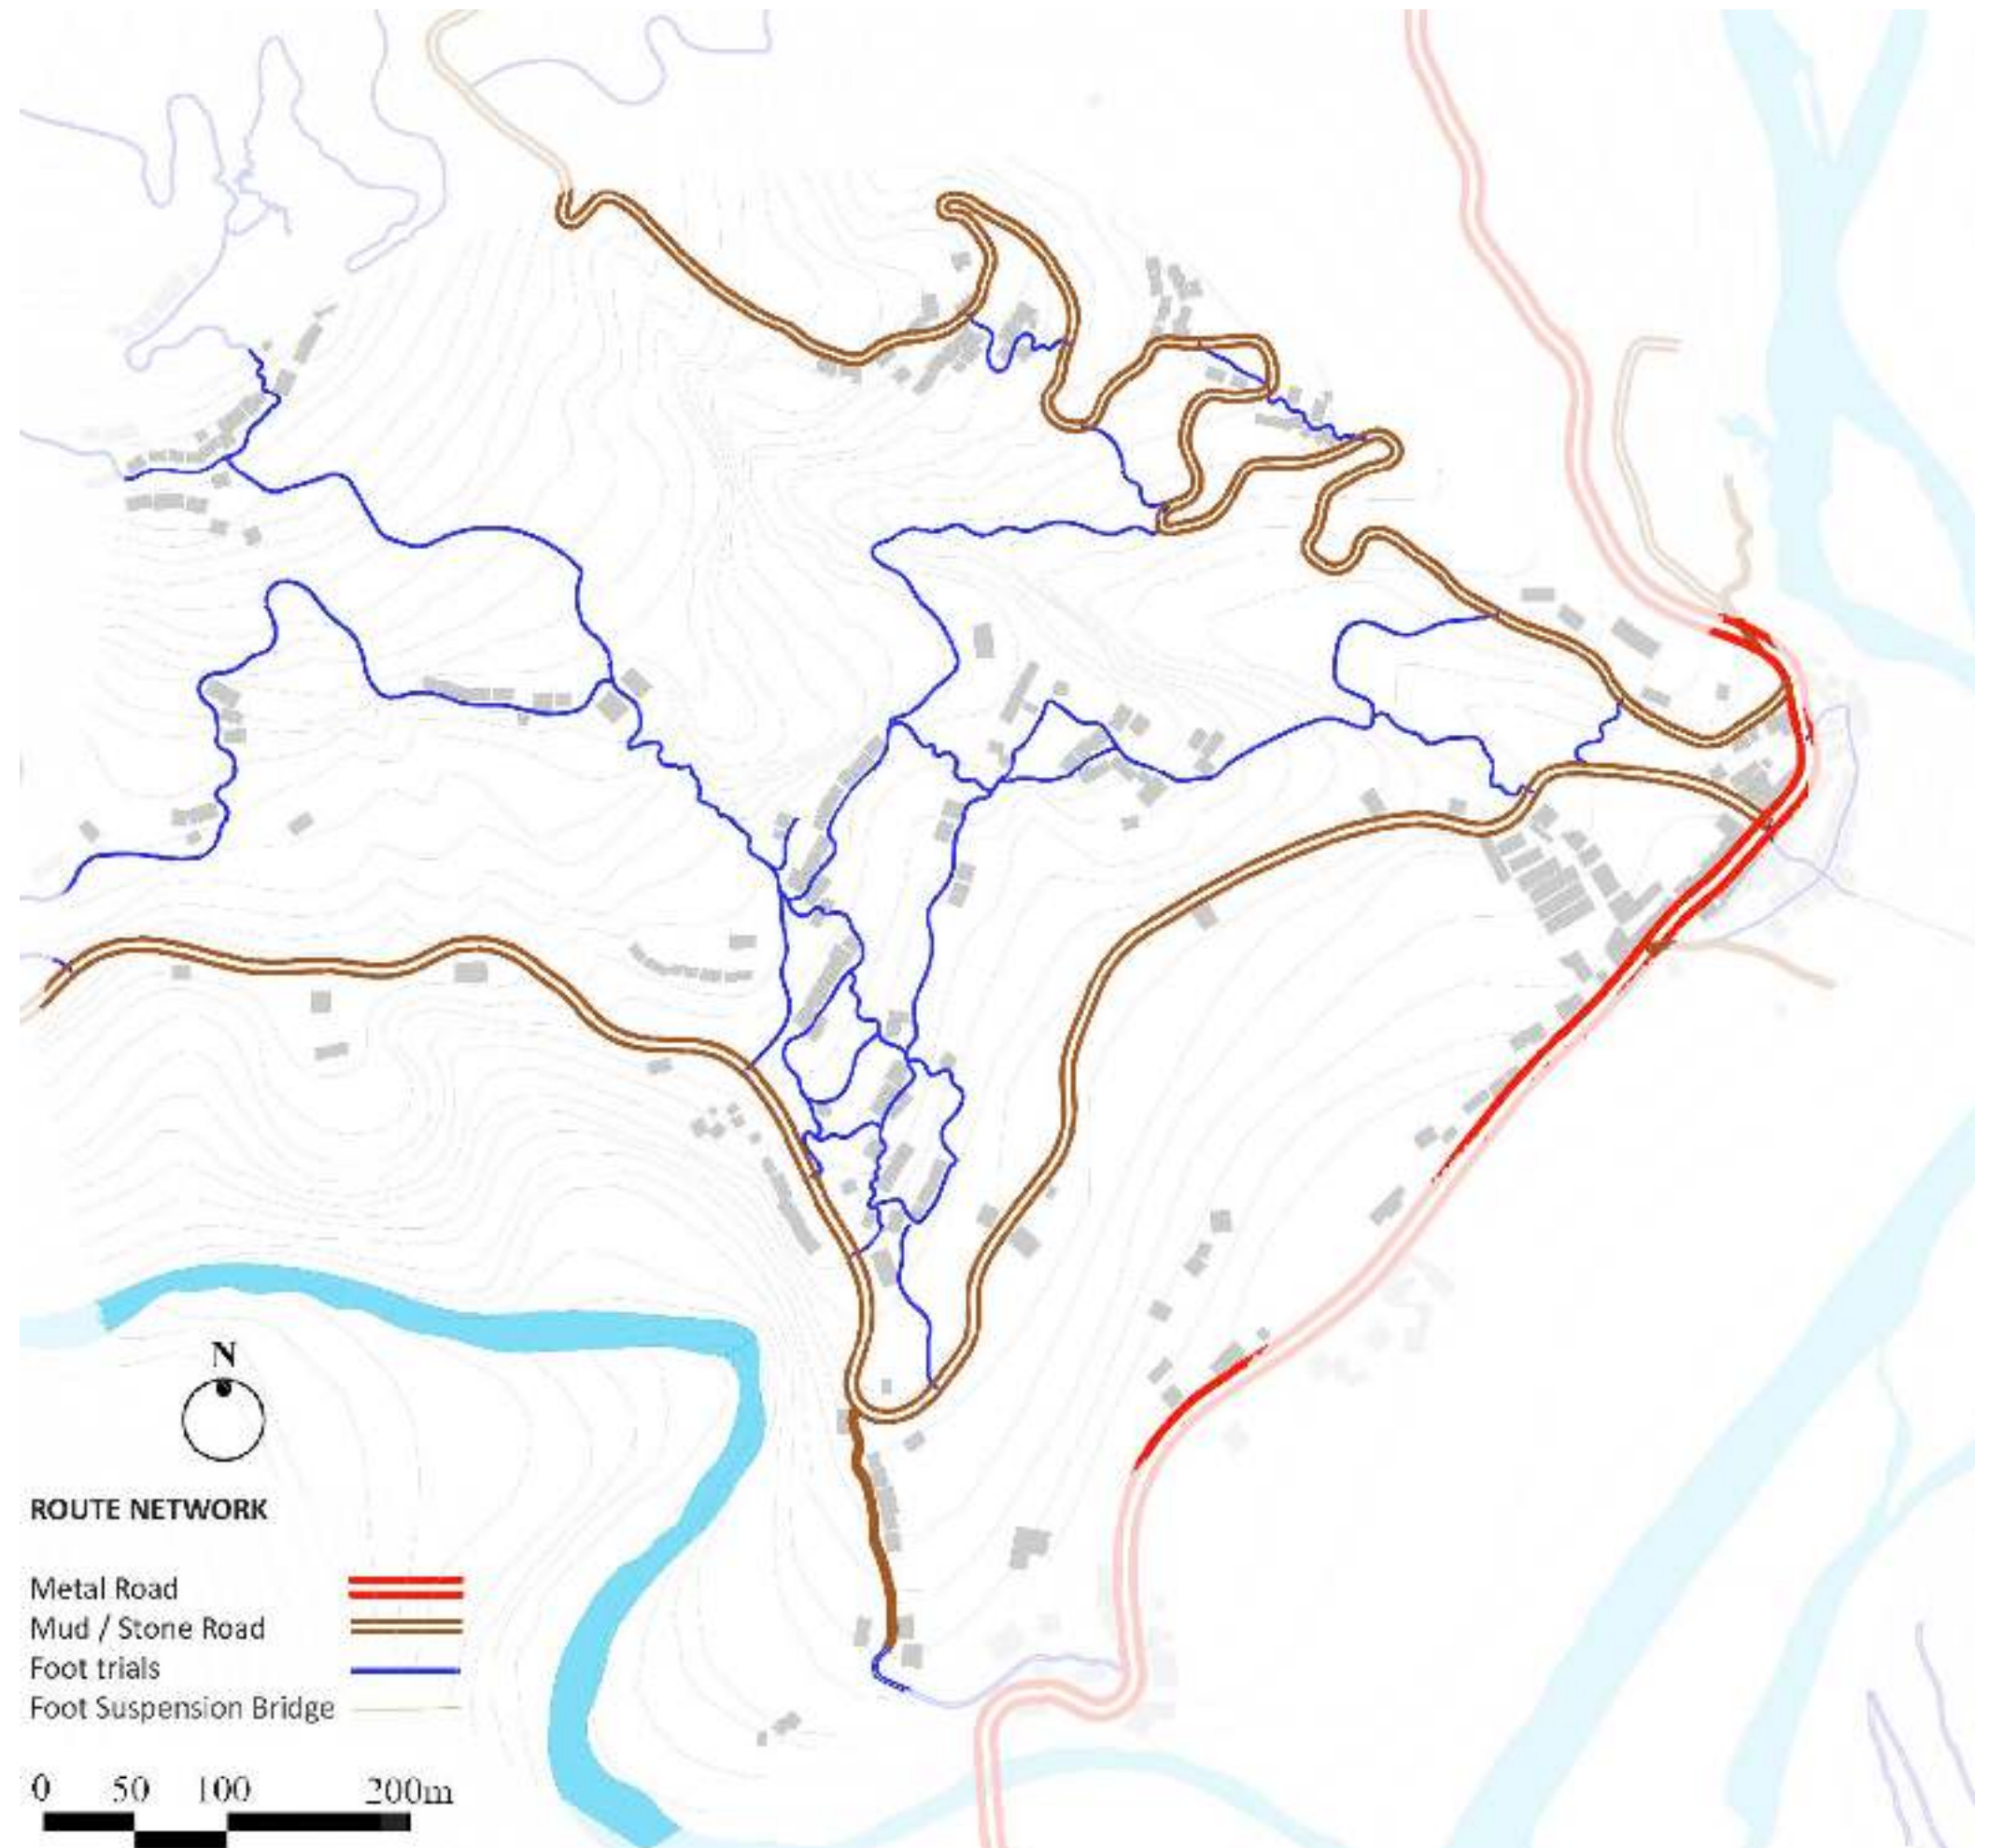 N
ROUTE NETWORK
Metal Road
Mud / Stone Road
Foot trials
Foot Suspension Bridge
0 50 100 200m